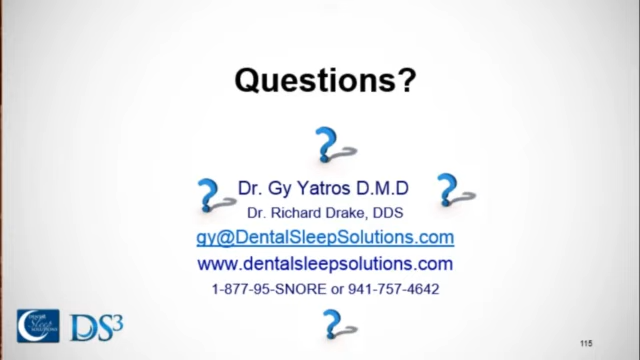 Questions?
Dr. Gy Yatros D.M.D
Dr. Richard Drake, DDS
gy@DentalSleepSolutions.com
www.dentalsleepsolutions.com
1-877-95-SNORE or 941-757-4642
Sleep
DS3
115